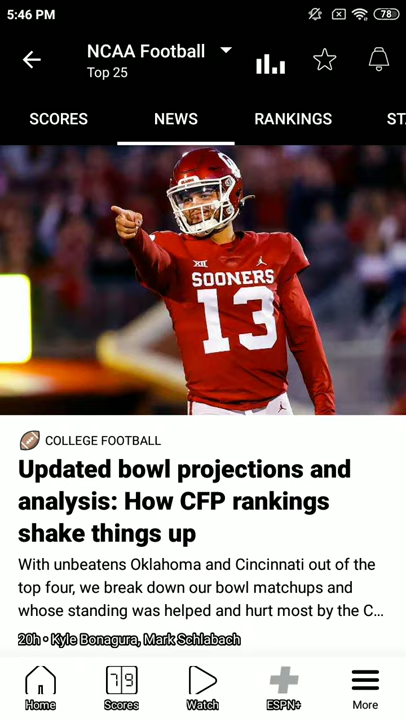 5:46 PM
78
NCAA Football
Top 25
SCORES
NEWS
RANKINGS
ST
XII
SOONERS
13
COLLEGE FOOTBALL
Updated bowl projections and
analysis: How CFP rankings
shake things up
With unbeatens Oklahoma and Cincinnati out of the
top four, we break down our bowl matchups and
whose standing was helped and hurt most by the C...
20h • Kyle Bonagura, Mark Schlabach
7 9
Home
Scores
Watch
ESPN+
More